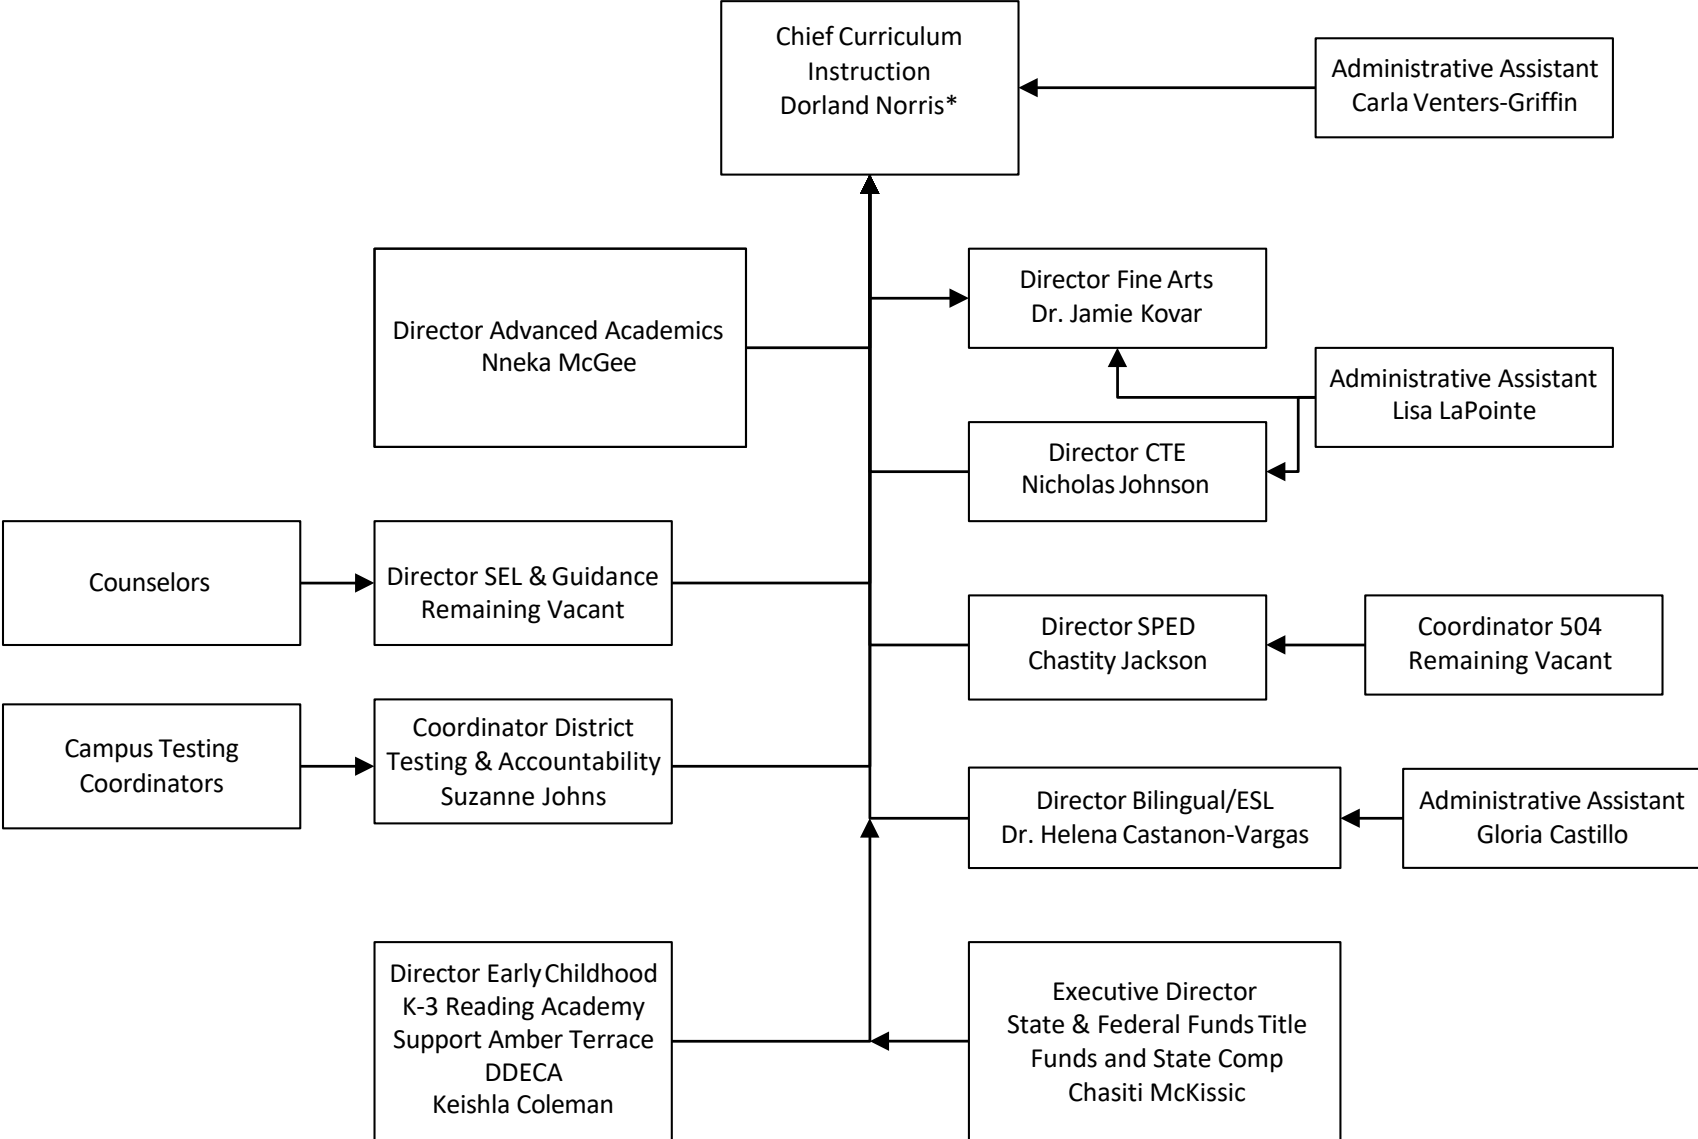 Chief Curriculum
Instruction
Dorland Norris*
Administrative Assistant
Carla Venters-Griffin
Director Advanced Academics
Nneka McGee
Director Fine Arts
Dr. Jamie Kovar
Administrative Assistant
Lisa LaPointe
Director CTE
Nicholas Johnson
Counselors
Director SEL & Guidance
Remaining Vacant
Director SPED
Chastity Jackson
Coordinator 504
Remaining Vacant
Campus Testing
Coordinators
Coordinator District
Testing & Accountability
Suzanne Johns
Director Bilingual/ESL
Dr. Helena Castanon-Vargas
Administrative Assistant
Gloria Castillo
Director Early Childhood
K-3 Reading Academy
Support Amber Terrace
DDECA
Keishla Coleman
Executive Director
State & Federal Funds Title
Funds and State Comp
Chasiti McKissic